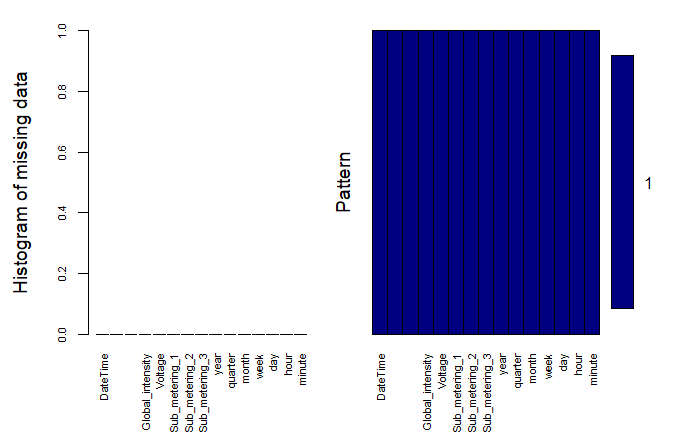 Histogram of missing data
1.0
0.8
0.6
0.4
0.2
0.0
DateTime
Global_intensity
Voltage
Sub_metering_1
Sub_metering_2
Sub_metering_3
year
quarter
month
week
day
hour
minute
Pattern
DateTime
Global_intensity
Voltage
Sub_metering_1
Sub_metering_2
Sub_metering_3
year
quarter
month
week
day
hour
minute
1